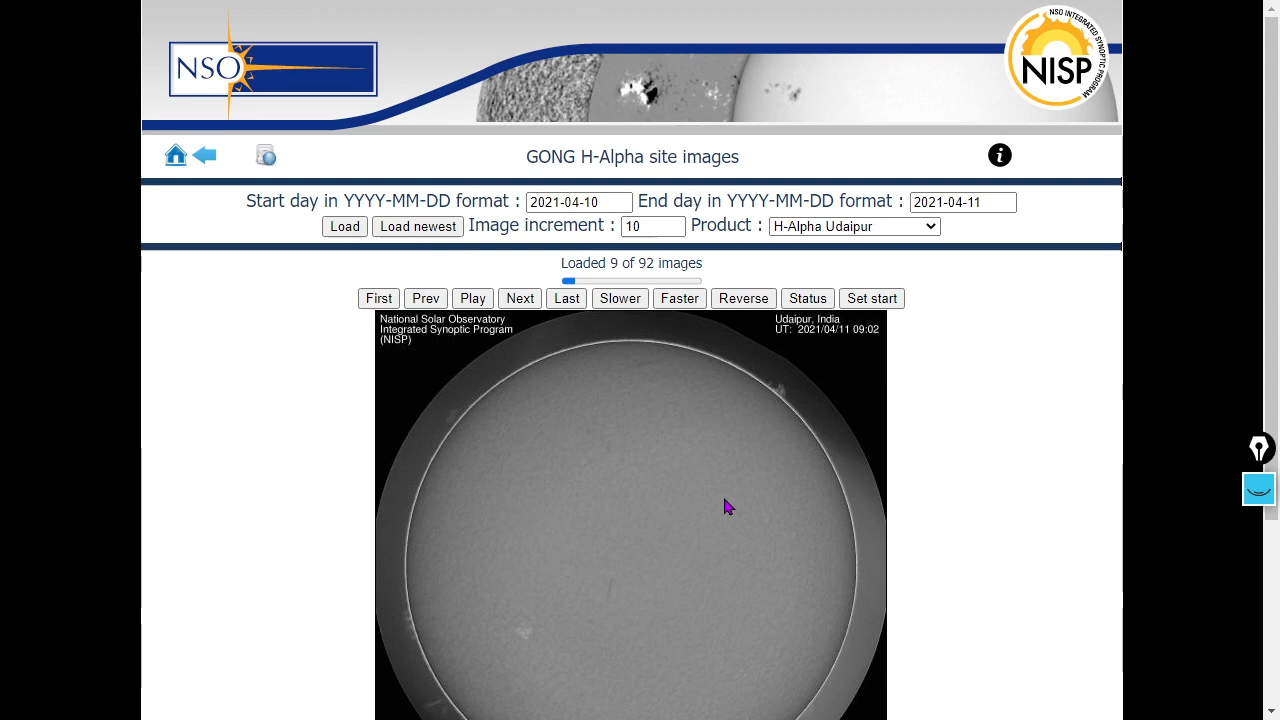 NSO
NSO INTEGRATED SYNOPTIC PROGRAM
NISP
GONG H-Alpha site images
Start day in YYYY-MM-DD format : 2021-04-10 End day in YYYY-MM-DD format : 2021-04-11
Load Load newest Image increment : 10 Product : H-Alpha Udaipur
Loaded 9 of 92 images
First Prev Play Next Last Slower Faster Reverse Status Set start
National Solar Observatory
Integrated Synoptic Program
(NISP)
Udaipur, India
UT: 2021/04/11 09:02